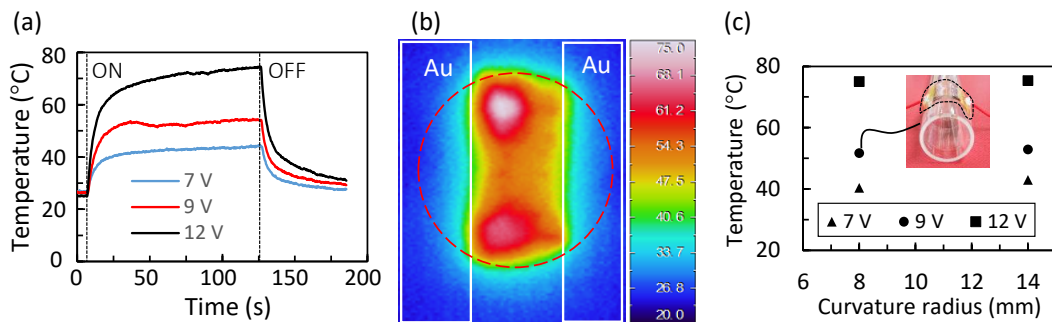 (a)
Temperature (°C)
80
60
40
20
0
ON
OFF
7 V
9 V
12 V
0
50
100
150
200
Time (s)
(b)
Au
Au
75.0
68.1
61.2
54.3
47.5
40.6
33.7
26.8
20.0
(c)
Temperature (°C)
80
60
40
20
7 V
9 V
12 V
6
8
10
12
14
Curvature radius (mm)